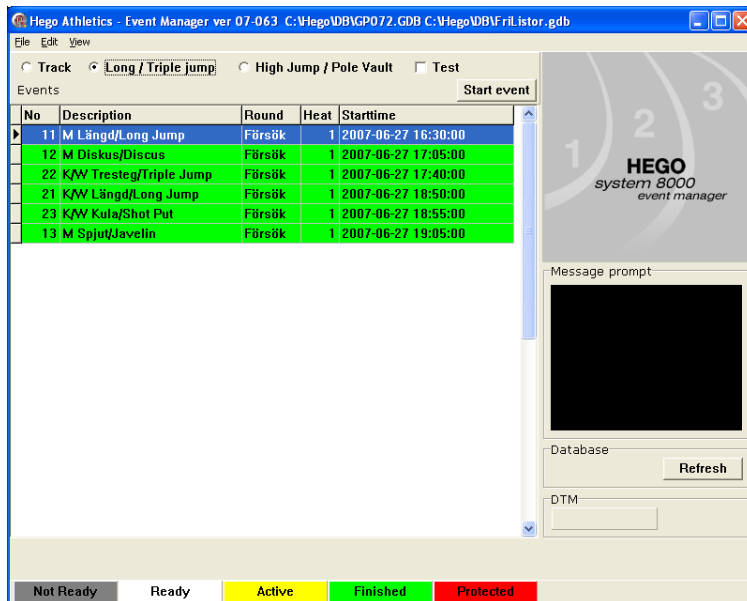 Hego Athletics - Event Manager ver 07-063 C:\Hego\DB\GP072.GDB C:\Hego\DB\FriListor.gdb
File Edit View
Track Long / Triple jump High Jump / Pole Vault Test
Events Start event
No Description Round Heat Starttime
11 M Längd/Long Jump Försök 1 2007-06-27 16:30:00
12 M Diskus/Discus Försök 1 2007-06-27 17:05:00
22 K/W Tresteg/Triple Jump Försök 1 2007-06-27 17:40:00
21 K/W Längd/Long Jump Försök 1 2007-06-27 18:50:00
23 K/W Kula/Shot Put Försök 1 2007-06-27 18:55:00
13 M Spjut/Javelin Försök 1 2007-06-27 19:05:00
1 2 3
HEGO
system 8000
event manager
Message prompt
Database
Refresh
DTM
Not Ready Ready Active Finished Protected